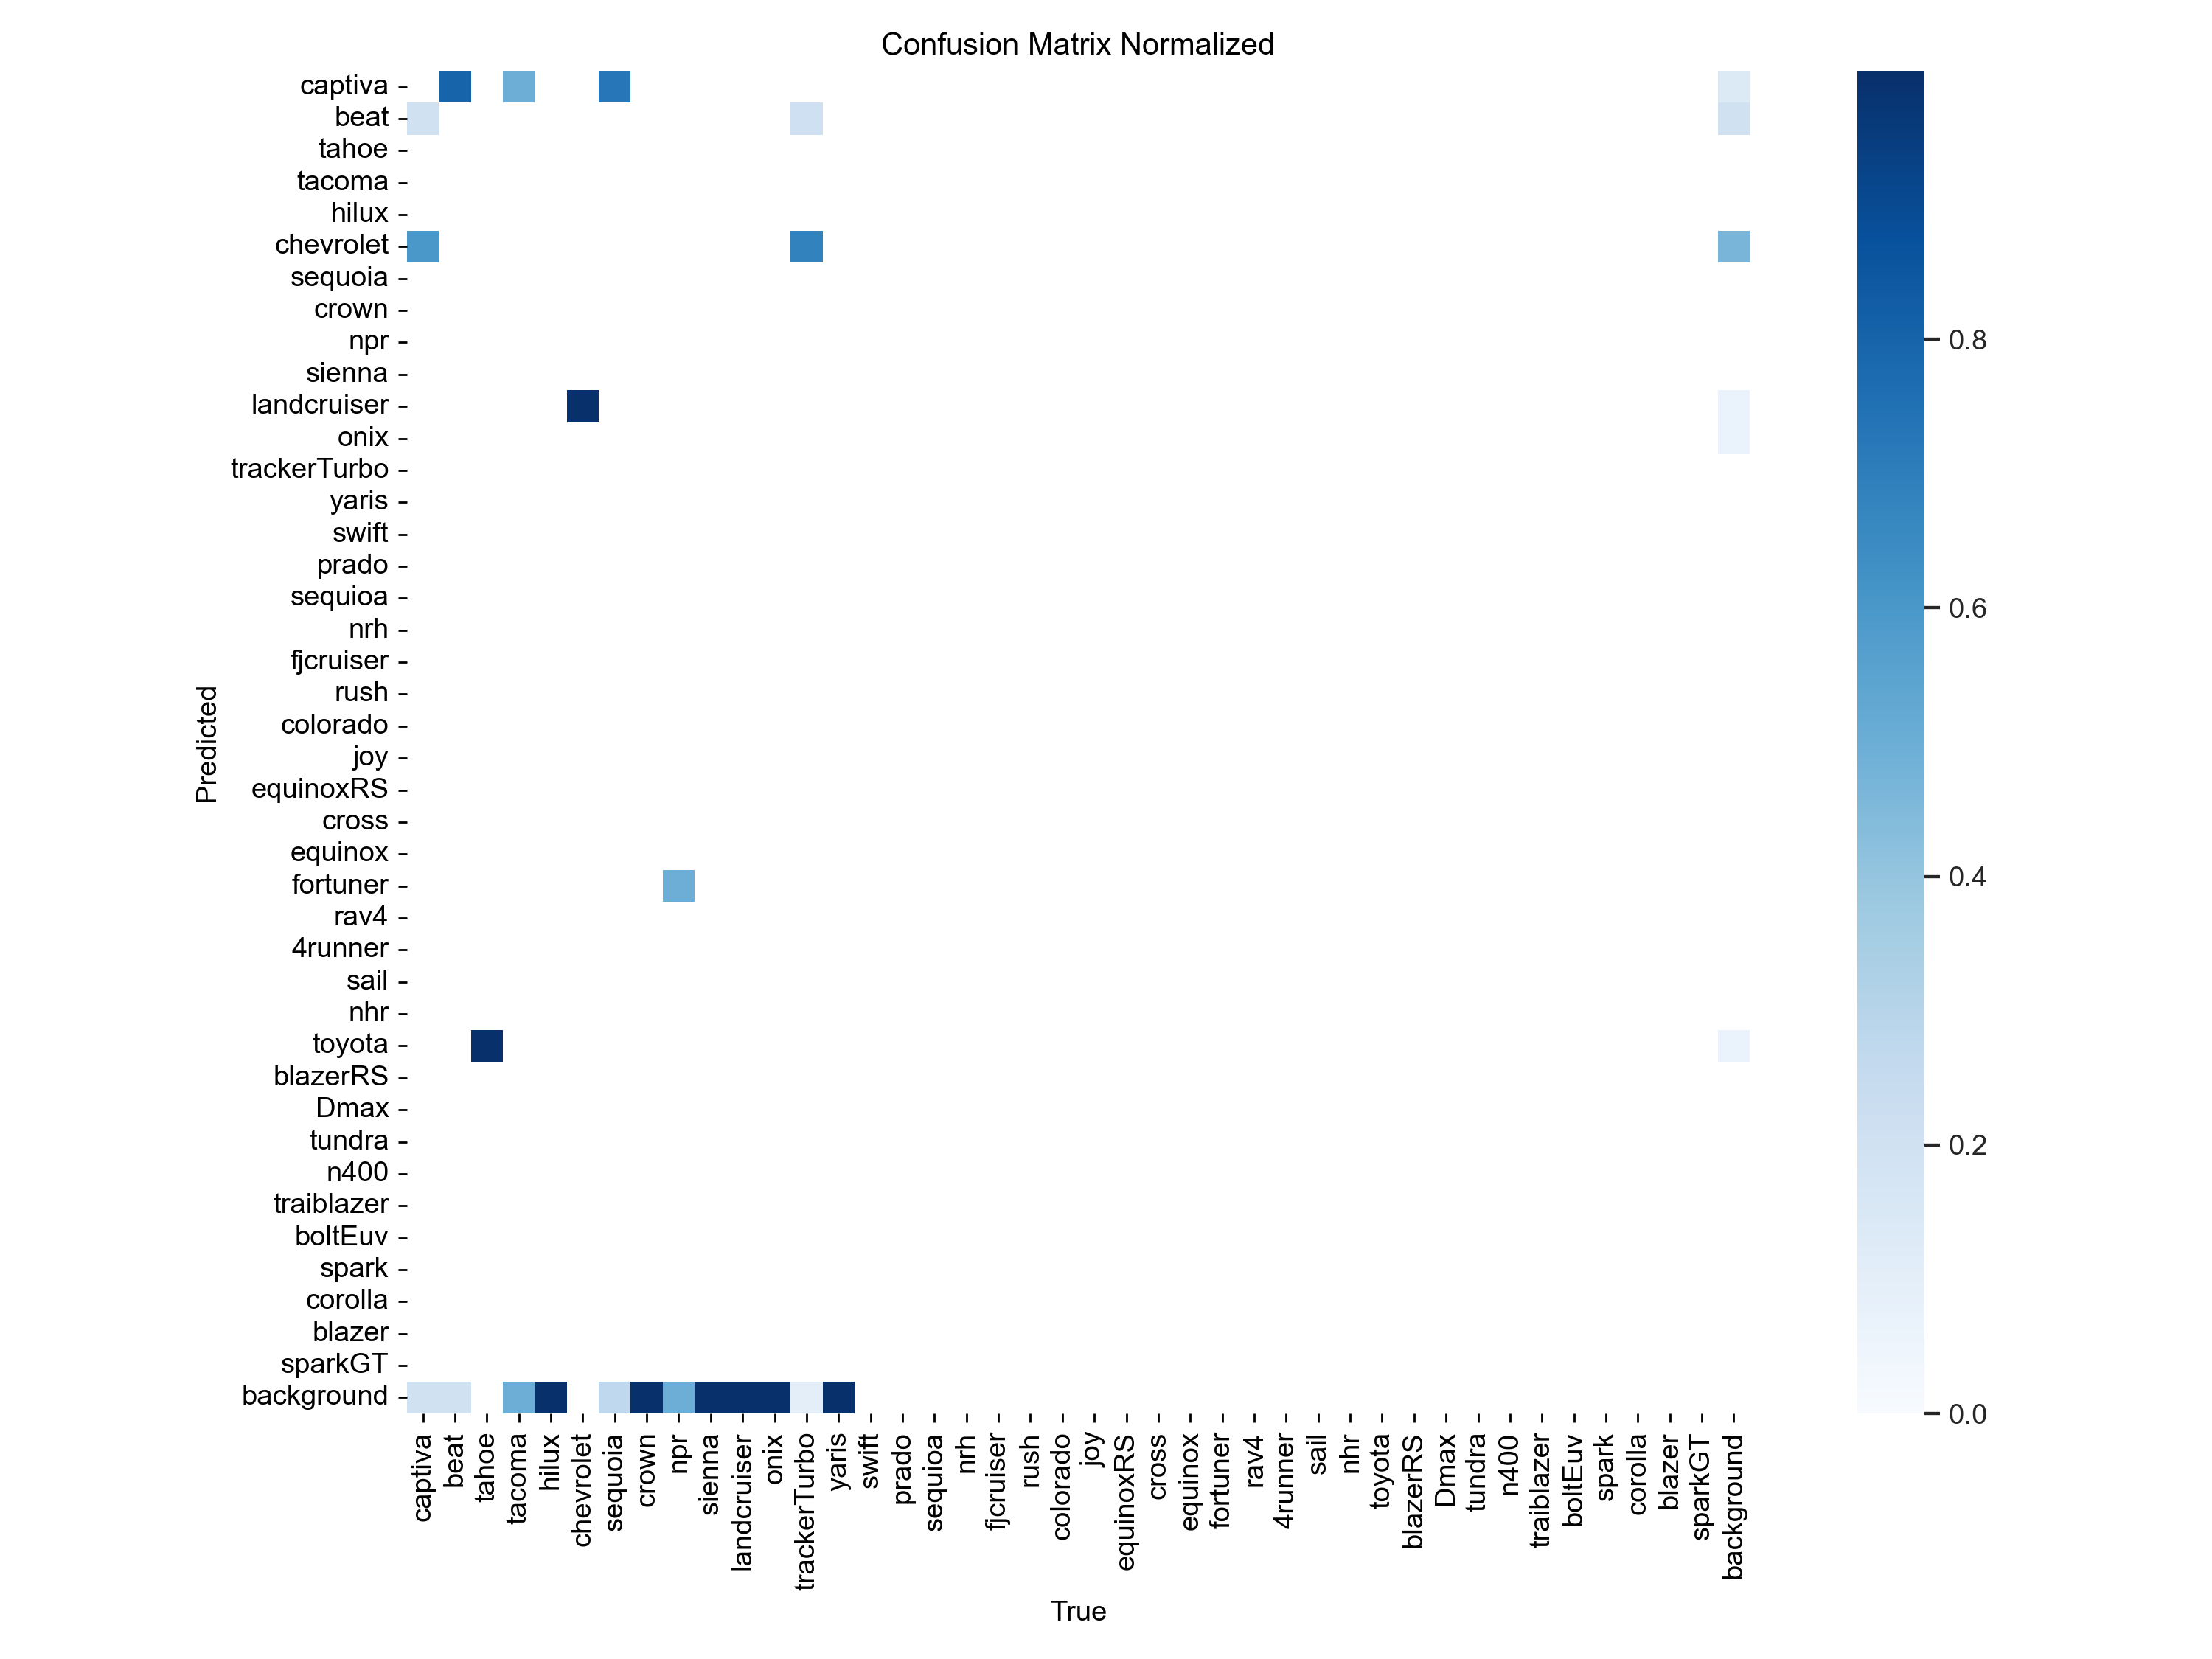 Confusion Matrix Normalized
captiva
beat
tahoe
tacoma
hilux
chevrolet
sequoia
crown
npr
sienna
landcruiser
onix
trackerTurbo
yaris
swift
prado
sequioa
nrh
fjcruiser
rush
colorado
joy
equinoxRS
cross
equinox
fortuner
rav4
4runner
sail
nhr
toyota
blazerRS
Dmax
tundra
n400
traiblazer
boltEuv
spark
corolla
blazer
sparkGT
background
Predicted
captiva
beat
tahoe
tacoma
hilux
chevrolet
sequoia
crown
npr
sienna
landcruiser
onix
trackerTurbo
yaris
swift
prado
sequioa
nrh
fjcruiser
rush
colorado
joy
equinoxRS
cross
equinox
fortuner
rav4
4runner
sail
nhr
toyota
blazerRS
Dmax
tundra
n400
traiblazer
boltEuv
spark
corolla
blazer
sparkGT
background
True
0.8
0.6
0.4
0.2
0.0